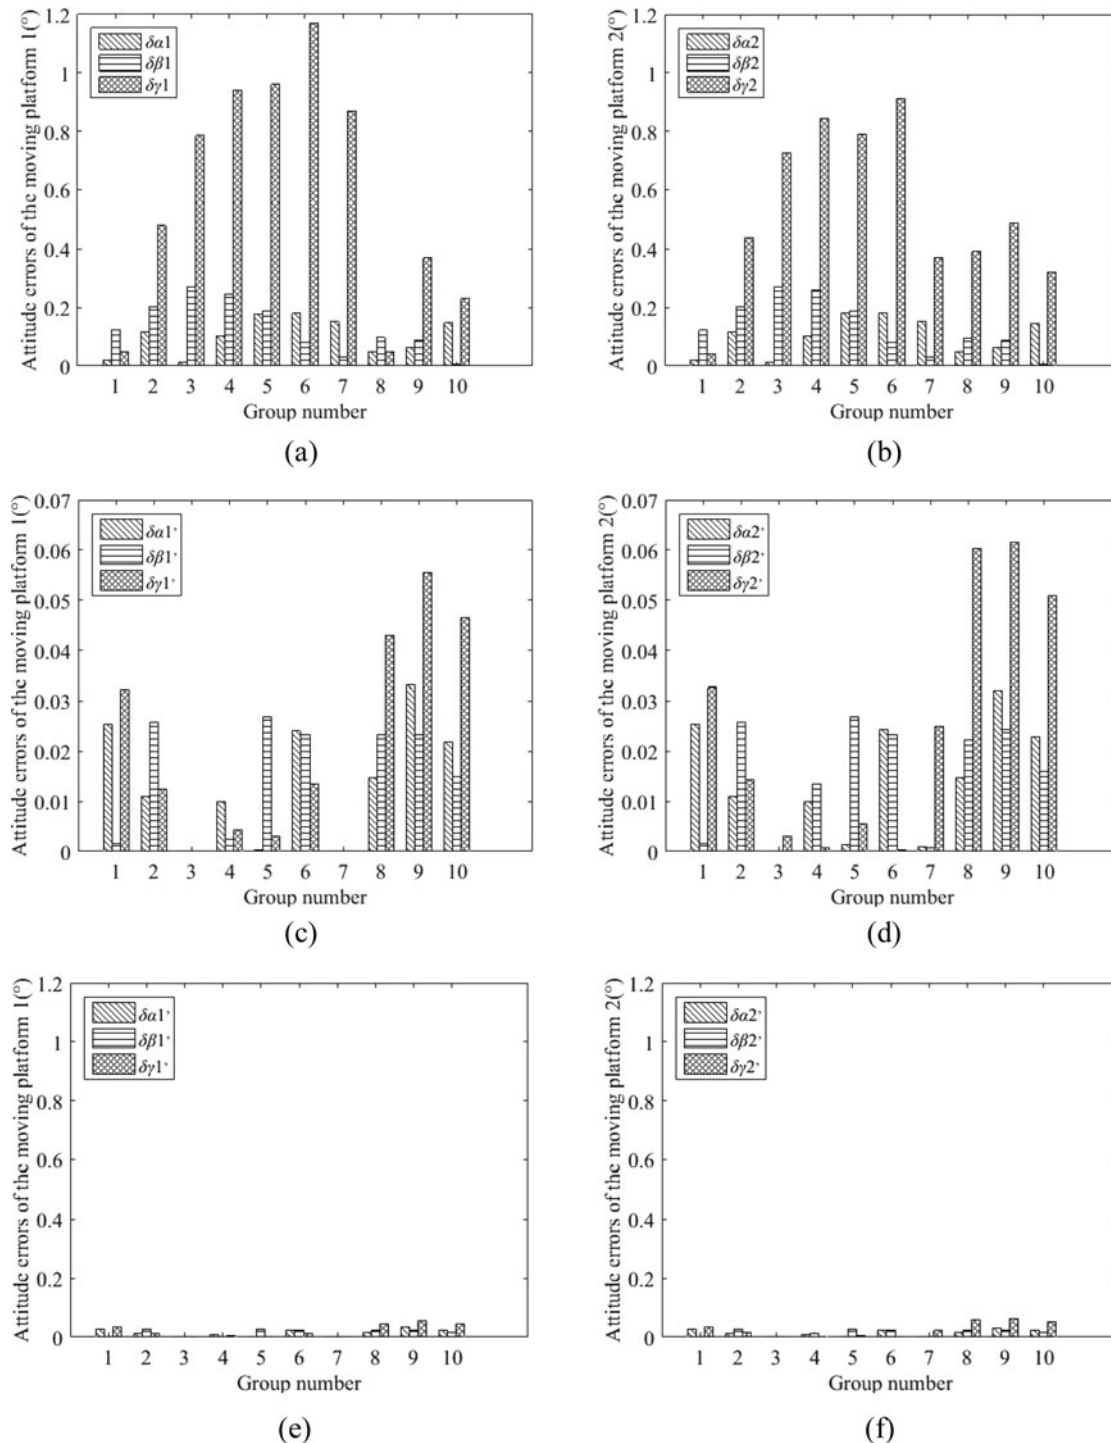 Attitude errors of the moving platform 1(°)
1.2
1
0.8
0.6
0.4
0.2
0
δα1
δβ1
δγ1
1 2 3 4 5 6 7 8 9 10
Group number
(a)
Attitude errors of the moving platform 2(°)
1.2
1
0.8
0.6
0.4
0.2
0
δα2
δβ2
δγ2
1 2 3 4 5 6 7 8 9 10
Group number
(b)
Attitude errors of the moving platform 1(°)
0.07
0.06
0.05
0.04
0.03
0.02
0.01
0
δα1'
δβ1'
δγ1'
1 2 3 4 5 6 7 8 9 10
Group number
(c)
Attitude errors of the moving platform 2(°)
0.07
0.06
0.05
0.04
0.03
0.02
0.01
0
δα2'
δβ2'
δγ2'
1 2 3 4 5 6 7 8 9 10
Group number
(d)
Attitude errors of the moving platform 1(°)
1.2
1
0.8
0.6
0.4
0.2
0
δα1'
δβ1'
δγ1'
1 2 3 4 5 6 7 8 9 10
Group number
(e)
Attitude errors of the moving platform 2(°)
1.2
1
0.8
0.6
0.4
0.2
0
δα2'
δβ2'
δγ2'
1 2 3 4 5 6 7 8 9 10
Group number
(f)